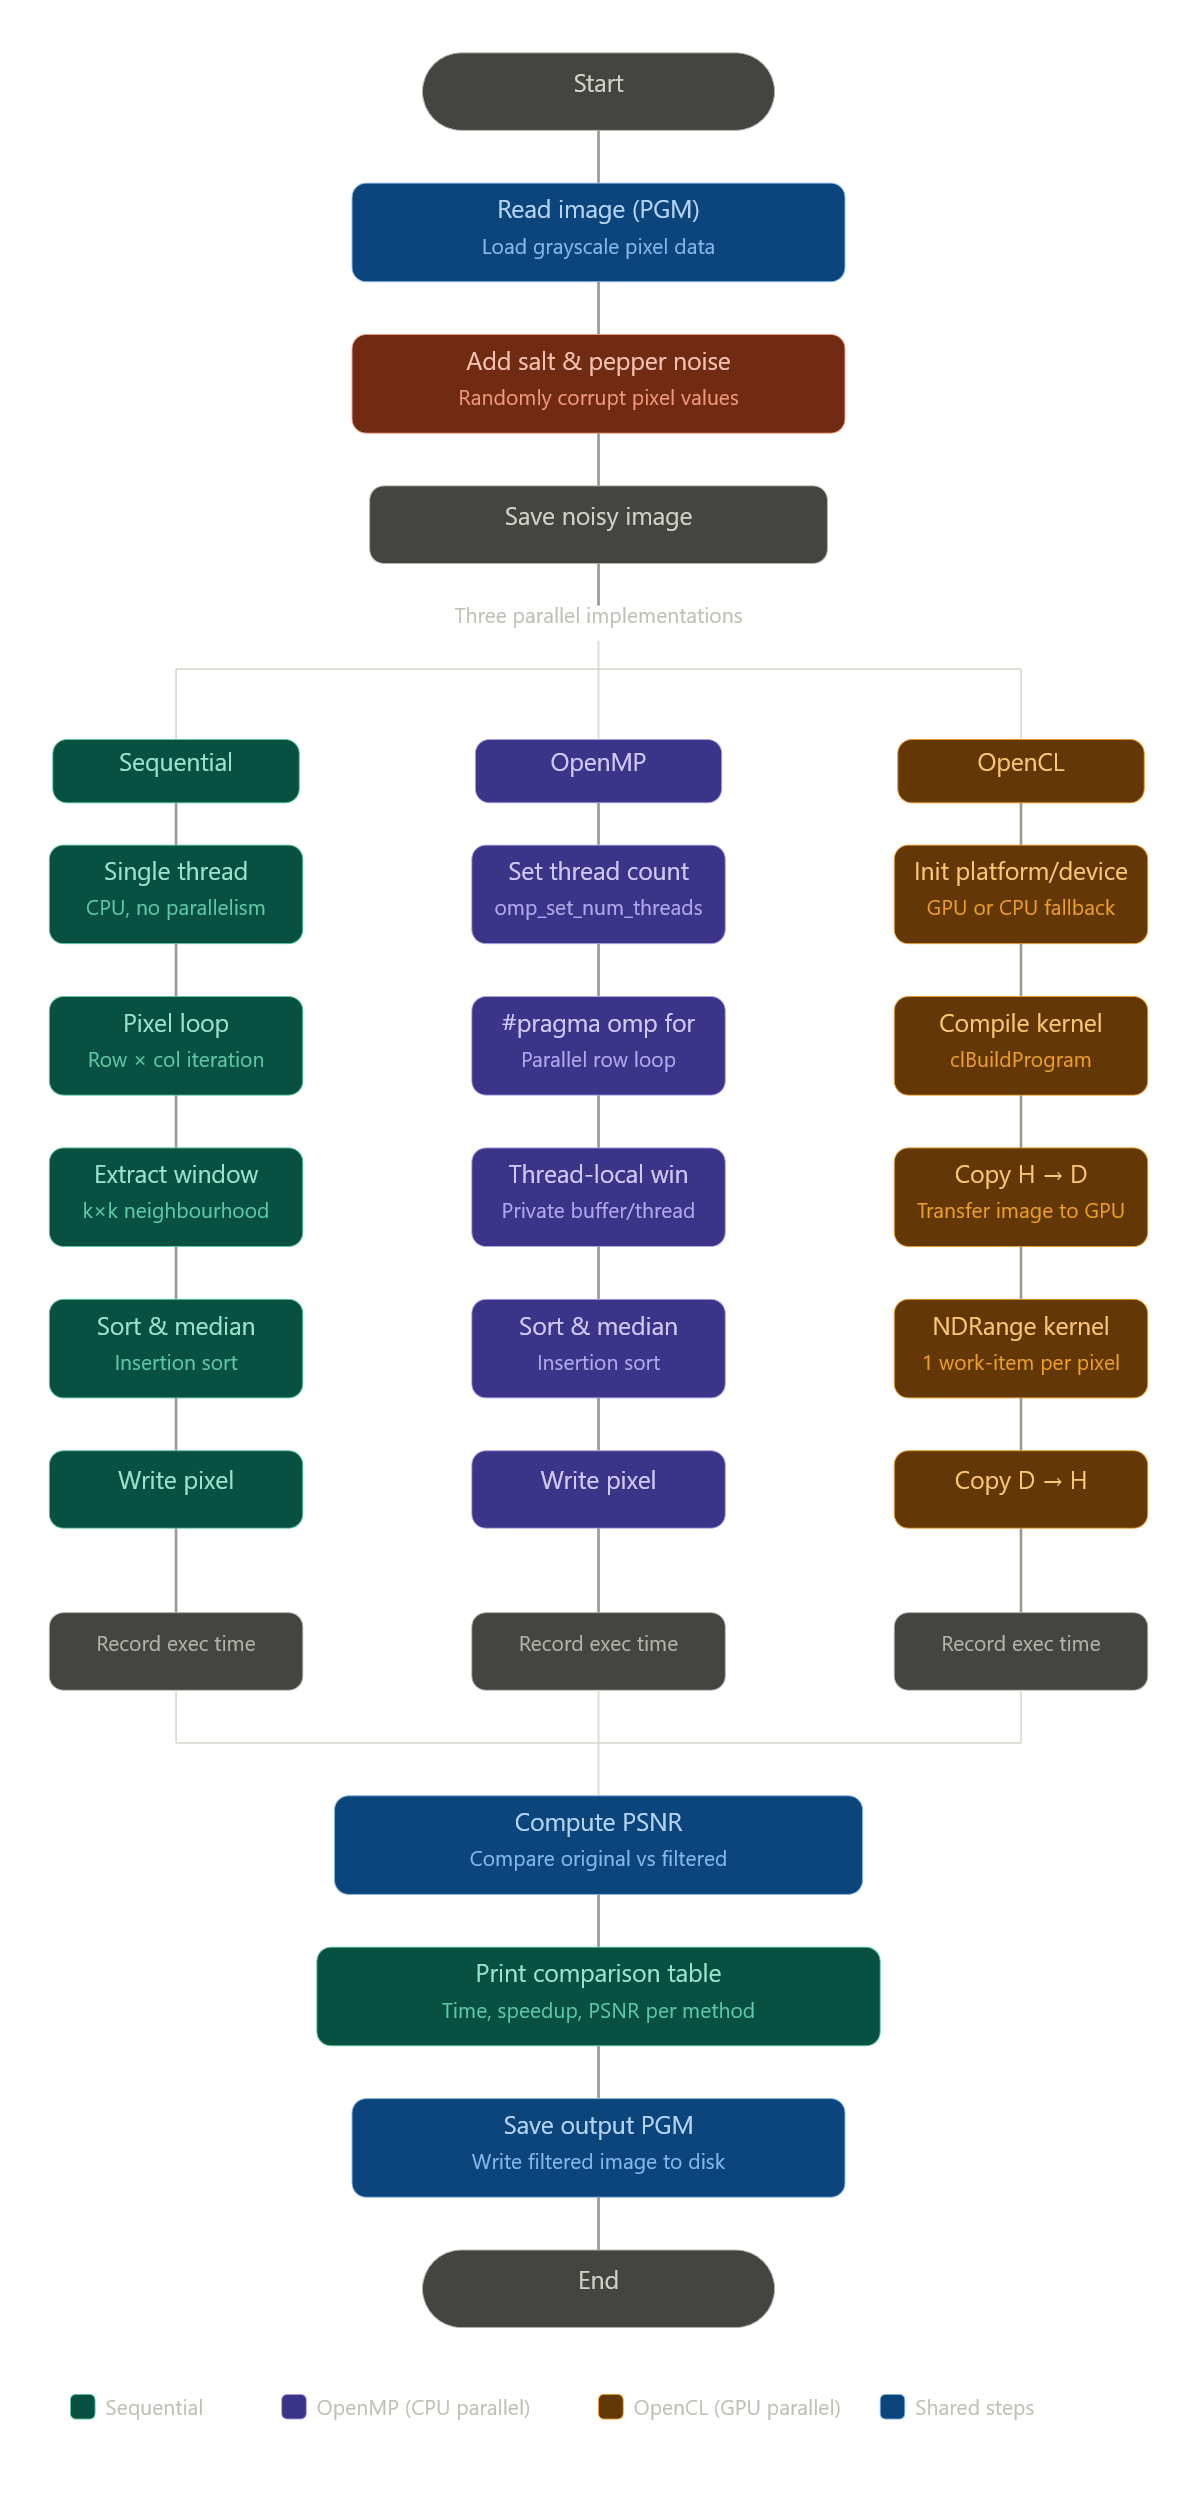 Start
Read image (PGM)
Load grayscale pixel data
Add salt & pepper noise
Randomly corrupt pixel values
Save noisy image
Three parallel implementations
Sequential
OpenMP
OpenCL
Single thread
CPU, no parallelism
Set thread count
omp_set_num_threads
Init platform/device
GPU or CPU fallback
Pixel loop
Row × col iteration
#pragma omp for
Parallel row loop
Compile kernel
clBuildProgram
Extract window
k×k neighbourhood
Thread-local win
Private buffer/thread
Copy H → D
Transfer image to GPU
Sort & median
Insertion sort
Sort & median
Insertion sort
NDRange kernel
1 work-item per pixel
Write pixel
Write pixel
Copy D → H
Record exec time
Record exec time
Record exec time
Compute PSNR
Compare original vs filtered
Print comparison table
Time, speedup, PSNR per method
Save output PGM
Write filtered image to disk
End
Sequential
OpenMP (CPU parallel)
OpenCL (GPU parallel)
Shared steps